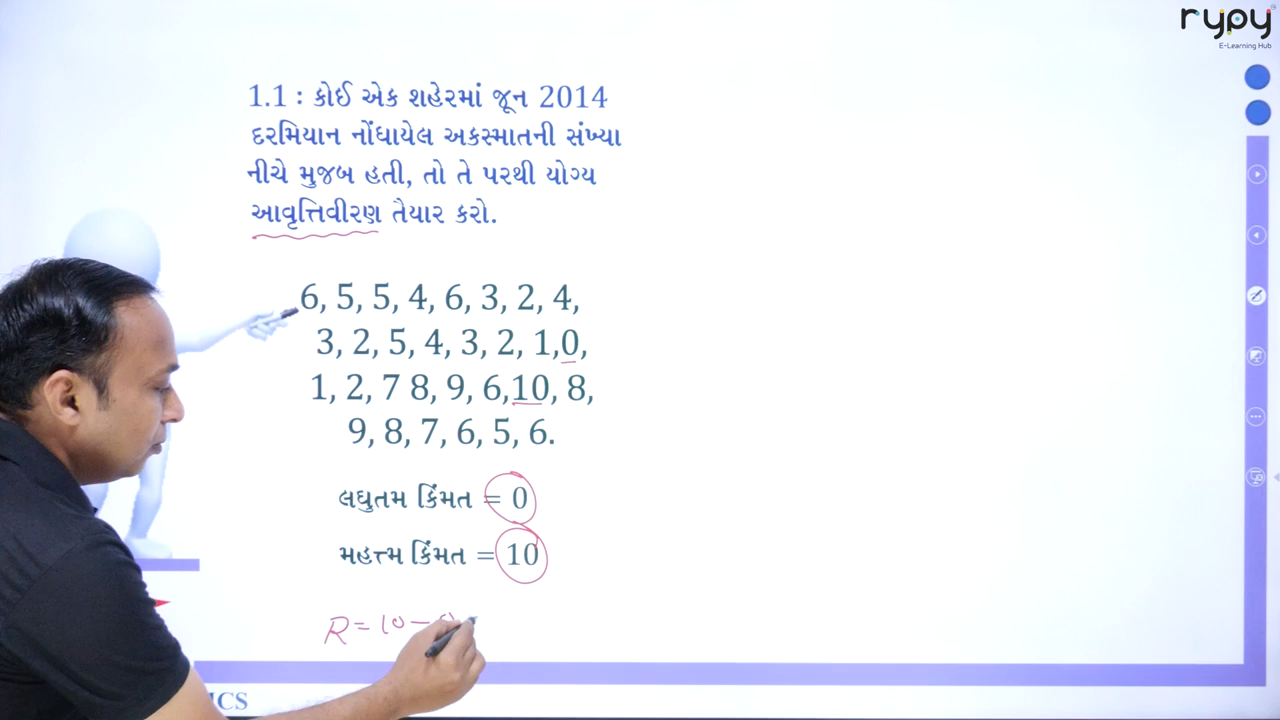 rypy
E-Learning Hub
1.1 : કોઈ એક શહેરમાં જૂન 2014
દરમિયાન નોંધાયેલ અકસ્માતની સંખ્યા
નીચે મુજબ હતી, તો તે પરથી યોગ્ય
આવૃત્તિવીરણ તૈયાર કરો.
6, 5, 5, 4, 6, 3, 2, 4,
3, 2, 5, 4, 3, 2, 1,0,
1, 2, 7 8, 9, 6,10, 8,
9, 8, 7, 6, 5, 6.
લઘુતમ કિંમત = 0
મહત્તમ કિંમત = 10
R = 10 -